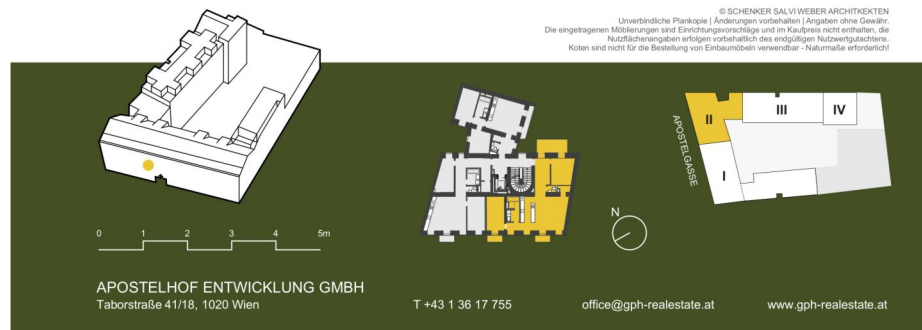 © SCHENKER SALVI WEBER ARCHITKEKTEN
Unverbindliche Plankopie | Änderungen vorbehalten | Angaben ohne Gewähr.
Die eingetragenen Möblierungen sind Einrichtungsvorschläge und im Kaufpreis nicht enthalten, die
Nutzflächenangaben erfolgen vorbehaltlich des endgültigen Nutzwertgutachtens.
Koten sind nicht für die Bestellung von Einbaumöbeln verwendbar - Naturmaße erforderlich!
II
III
IV
APOSTELGASSE
I
N
0 1 2 3 4 5m
APOSTELHOF ENTWICKLUNG GMBH
Taborstraße 41/18, 1020 Wien
T +43 1 36 17 755
office@gph-realestate.at
www.gph-realestate.at